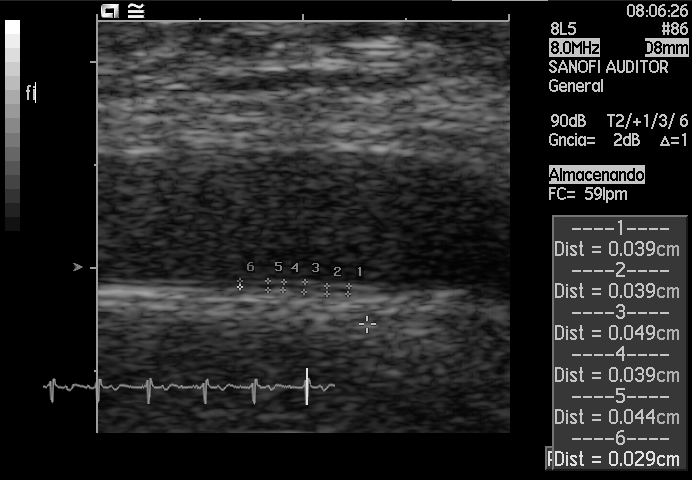 08:06:26
8L5 #86
8.0MHz D8mm
SANOFI AUDITOR
General
fi
90dB T2/+1/3/ 6
Gncia= 2dB Δ=1
Almacenando
FC= 59lpm
----1----
Dist = 0.039cm
----2----
Dist = 0.039cm
----3----
Dist = 0.049cm
----4----
Dist = 0.039cm
----5----
Dist = 0.044cm
----6----
Dist = 0.029cm
6 5 4 3 2 1